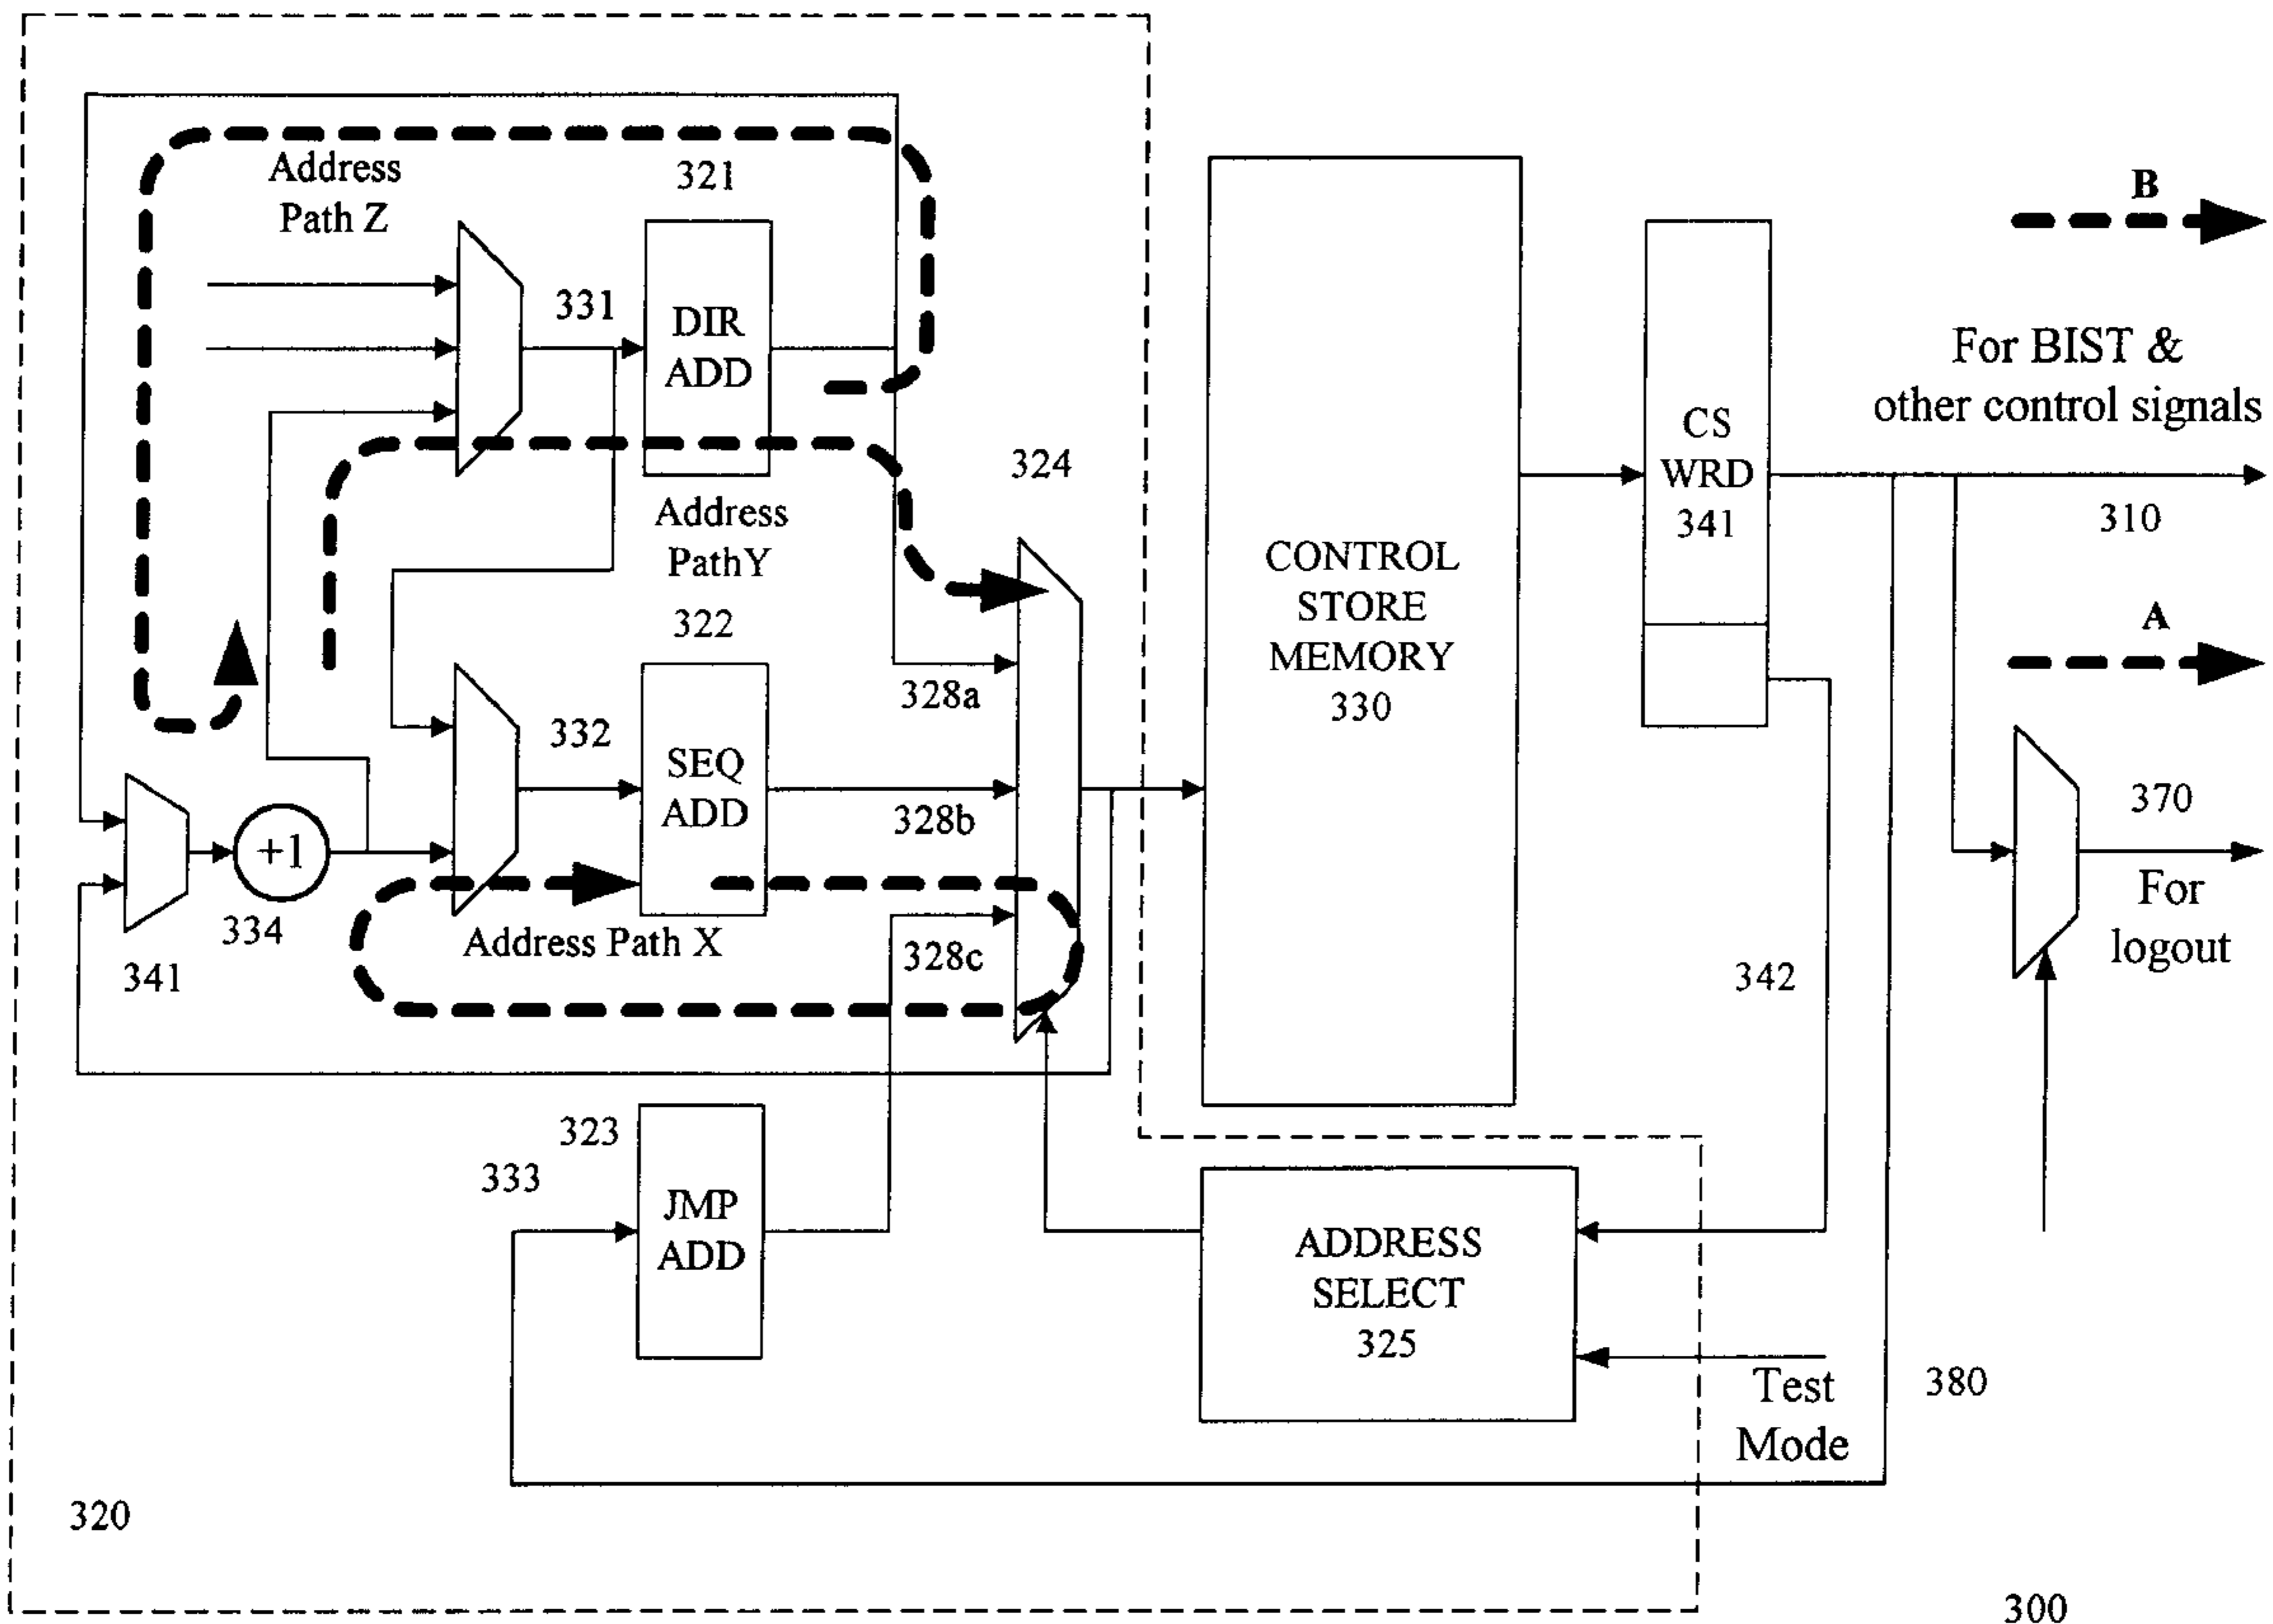 Address
Path Z
321
331
DIR
ADD
Address
PathY
322
324
328a
332
SEQ
ADD
328b
+1
334
341
Address Path X
328c
323
333
JMP
ADD
320
CONTROL
STORE
MEMORY
330
CS
WRD
341
342
ADDRESS
SELECT
325
Test
Mode
380
B
For BIST &
other control signals
310
A
370
For
logout
300